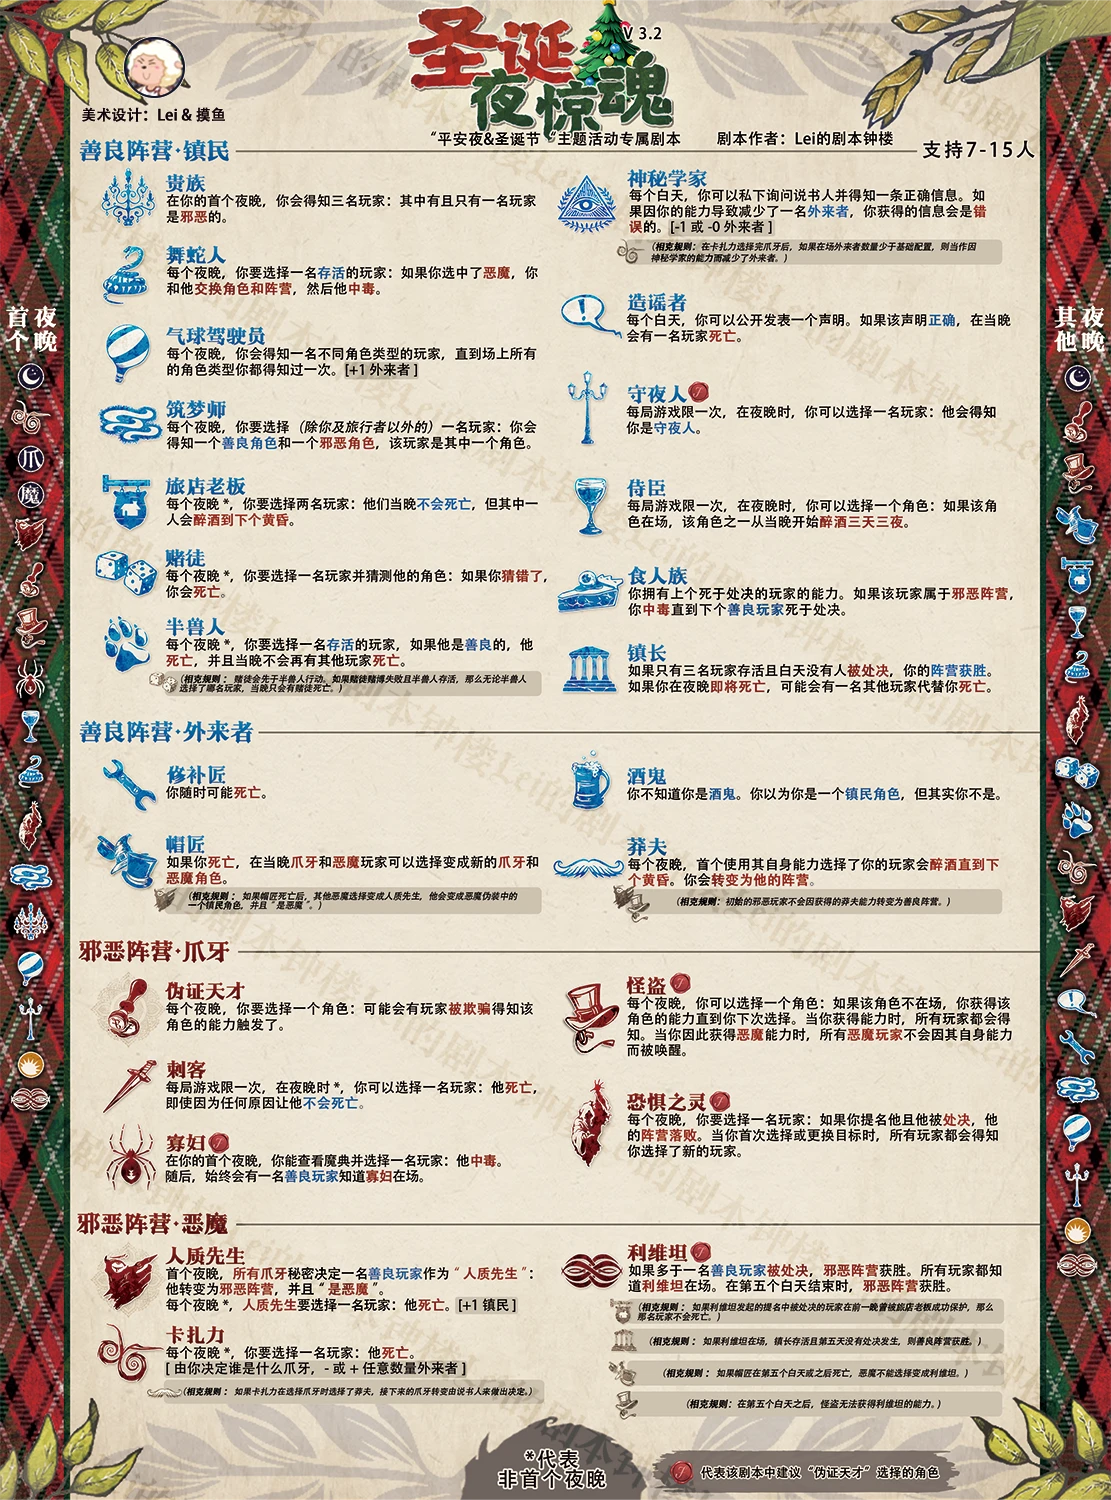 圣诞
夜惊魂
V 3.2
美术设计：Lei & 摸鱼
“平安夜&圣诞节”主题活动专属剧本
剧本作者：Lei的剧本钟楼
支持7-15人
善良阵营·镇民
贵族
在你的首个夜晚，你会得知三名玩家：其中有且只有一名玩家
是邪恶的。
舞蛇人
每个夜晚，你要选择一名存活的玩家：如果你选中了恶魔，你
和他交换角色和阵营，然后他中毒。
气球驾驶员
每个夜晚，你会得知一名不同角色类型的玩家，直到场上所有
的角色类型你都得知过一次。[+1 外来者 ]
筑梦师
每个夜晚，你要选择（除你及旅行者以外的）一名玩家：你会
得知一个善良角色和一个邪恶角色，该玩家是其中一个角色。
旅店老板
每个夜晚 *，你要选择两名玩家：他们当晚不会死亡，但其中一
人会醉酒到下个黄昏。
赌徒
每个夜晚 *，你要选择一名玩家并猜测他的角色：如果你猜错了，
你会死亡。
半兽人
每个夜晚 *，你要选择一名存活的玩家，如果他是善良的，他
死亡，并且当晚不会再有其他玩家死亡。
（相克规则： 赌徒会先于半兽人行动。如果赌徒赌博失败且半兽人存活，那么无论半兽人
选择了哪名玩家，当晚只会有赌徒死亡。）
神秘学家
每个白天，你可以私下询问说书人并得知一条正确信息。如
果因你的能力导致减少了一名外来者，你获得的信息会是错
误的。[-1 或 -0 外来者 ]
（相克规则：在卡扎力选择完爪牙后，如果在场外来者数量少于基础配置，则当作因
神秘学家的能力而减少了外来者。）
造谣者
每个白天，你可以公开发表一个声明。如果该声明正确，在当晚
会有一名玩家死亡。
守夜人
每局游戏限一次，在夜晚时，你可以选择一名玩家：他会得知
你是守夜人。
侍臣
每局游戏限一次，在夜晚时，你可以选择一个角色：如果该角
色在场，该角色之一从当晚开始醉酒三天三夜。
食人族
你拥有上个死于处决的玩家的能力。如果该玩家属于邪恶阵营，
你中毒直到下个善良玩家死于处决。
镇长
如果只有三名玩家存活且白天没有人被处决，你的阵营获胜。
如果你在夜晚即将死亡，可能会有一名其他玩家代替你死亡。
首个
夜晚
爪
魔
其他
夜晚
善良阵营·外来者
修补匠
你随时可能死亡。
帽匠
如果你死亡，在当晚爪牙和恶魔玩家可以选择变成新的爪牙和
恶魔角色。
（相克规则 ：如果帽匠死亡后，其他恶魔选择变成人质先生，他会变成恶魔伪装中的
一个镇民角色，并且“是恶魔”。）
酒鬼
你不知道你是酒鬼。你以为你是一个镇民角色，但其实你不是。
莽夫
每个夜晚，首个使用其自身能力选择了你的玩家会醉酒直到下
个黄昏。你会转变为他的阵营。
（相克规则：初始的邪恶玩家不会因获得的莽夫能力转变为善良阵营。）
邪恶阵营·爪牙
伪证天才
每个夜晚，你要选择一个角色：可能会有玩家被欺骗得知该
角色的能力触发了。
刺客
每局游戏限一次，在夜晚时 *，你可以选择一名玩家：他死亡，
即使因为任何原因让他不会死亡。
寡妇
在你的首个夜晚，你能查看魔典并选择一名玩家：他中毒。
随后，始终会有一名善良玩家知道寡妇在场。
怪盗
每个夜晚，你可以选择一个角色：如果该角色不在场，你获得该
角色的能力直到你下次选择。当你获得能力时，所有玩家都会得
知。当你因此获得恶魔能力时，所有恶魔玩家不会因其自身能力
而被唤醒。
恐惧之灵
每个夜晚，你要选择一名玩家：如果你提名他且他被处决，他
的阵营落败。当你首次选择或更换目标时，所有玩家都会得知
你选择了新的玩家。
邪恶阵营·恶魔
人质先生
首个夜晚，所有爪牙秘密决定一名善良玩家作为“人质先生”：
他转变为邪恶阵营，并且“是恶魔”。
每个夜晚 *，人质先生要选择一名玩家：他死亡。[+1 镇民 ]
卡扎力
每个夜晚 *，你要选择一名玩家：他死亡。
[ 由你决定谁是什么爪牙，- 或 + 任意数量外来者 ]
（相克规则： 如果卡扎力在选择爪牙时选择了莽夫，接下来的爪牙转变由说书人来做出决定。）
利维坦
如果多于一名善良玩家被处决，邪恶阵营获胜。所有玩家都知
道利维坦在场。在第五个白天结束时，邪恶阵营获胜。
（相克规则 ： 如果利维坦发起的提名中被处决的玩家在前一晚曾被旅店老板成功保护，那么
那名玩家不会死亡。）
（相克规则： 如果利维坦在场，镇长存活且第五天没有处决发生，则善良阵营获胜。）
（相克规则： 如果帽匠在第五个白天或之后死亡，恶魔不能选择变成利维坦。）
（相克规则：在第五个白天之后，怪盗无法获得利维坦的能力。）
*代表
非首个夜晚
代表该剧本中建议“伪证天才”选择的角色